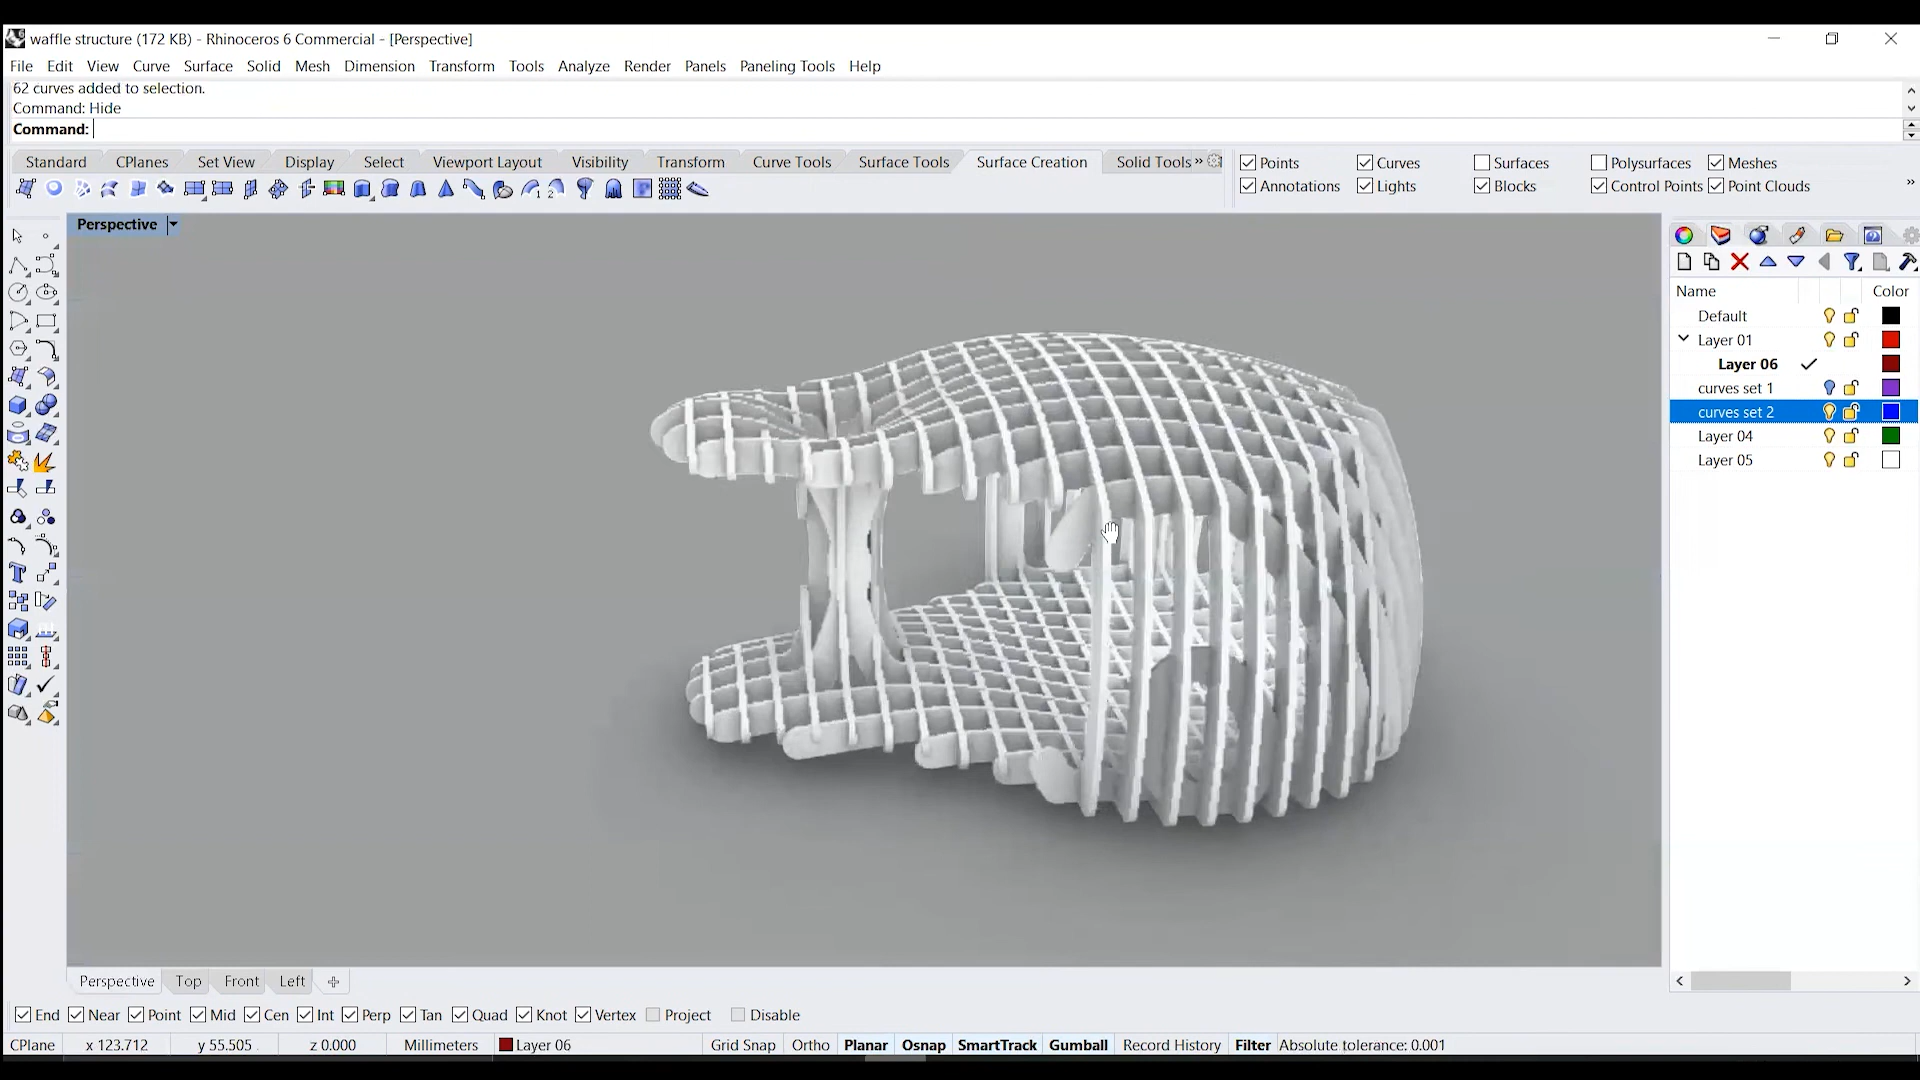 waffle structure (172 KB) - Rhinoceros 6 Commercial - [Perspective]
File Edit View Curve Surface Solid Mesh Dimension Transform Tools Analyze Render Panels Paneling Tools Help
62 curves added to selection.
Command: Hide
Command:
Standard CPlanes Set View Display Select Viewport Layout Visibility Transform Curve Tools Surface Tools Surface Creation Solid Tools »
Points Curves Surfaces Polysurfaces Meshes
Annotations Lights Blocks Control Points Point Clouds »
Perspective
Name Color
Default
Layer 01
Layer 06
curves set 1
curves set 2
Layer 04
Layer 05
Perspective Top Front Left
End Near Point Mid Cen Int Perp Tan Quad Knot Vertex Project Disable
CPlane x 123.712 y 55.505 z 0.000 Millimeters Layer 06 Grid Snap Ortho Planar Osnap SmartTrack Gumball Record History Filter Absolute tolerance: 0.001